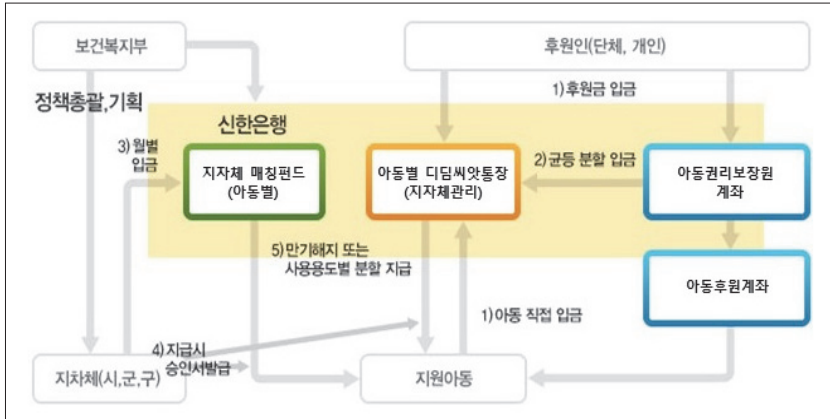 보건복지부
후원인(단체, 개인)
정책총괄,기획
1)후원금 입금
신한은행
3)월별
입금
지자체 매칭펀드
(아동별)
아동별 디딤씨앗통장
(지자체관리)
2)균등 분할 입금
아동권리보장원
계좌
5)만기해지 또는
사용용도별 분할 지급
아동후원계좌
1)아동 직접 입금
4)지급시
승인서발급
지차체(시,군,구)
지원아동